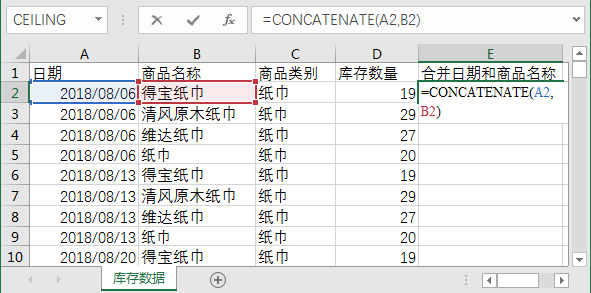 CEILING =CONCATENATE(A2,B2)
A B C D E
1 日期 商品名称 商品类别 库存数量 合并日期和商品名称
2 2018/08/06 得宝纸巾 纸巾 19 =CONCATENATE(A2,
B2)
3 2018/08/06 清风原木纸巾 纸巾 29
4 2018/08/06 维达纸巾 纸巾 27
5 2018/08/06 纸巾 纸巾 20
6 2018/08/13 得宝纸巾 纸巾 19
7 2018/08/13 清风原木纸巾 纸巾 29
8 2018/08/13 维达纸巾 纸巾 27
9 2018/08/13 纸巾 纸巾 20
10 2018/08/20 得宝纸巾 纸巾 19
库存数据